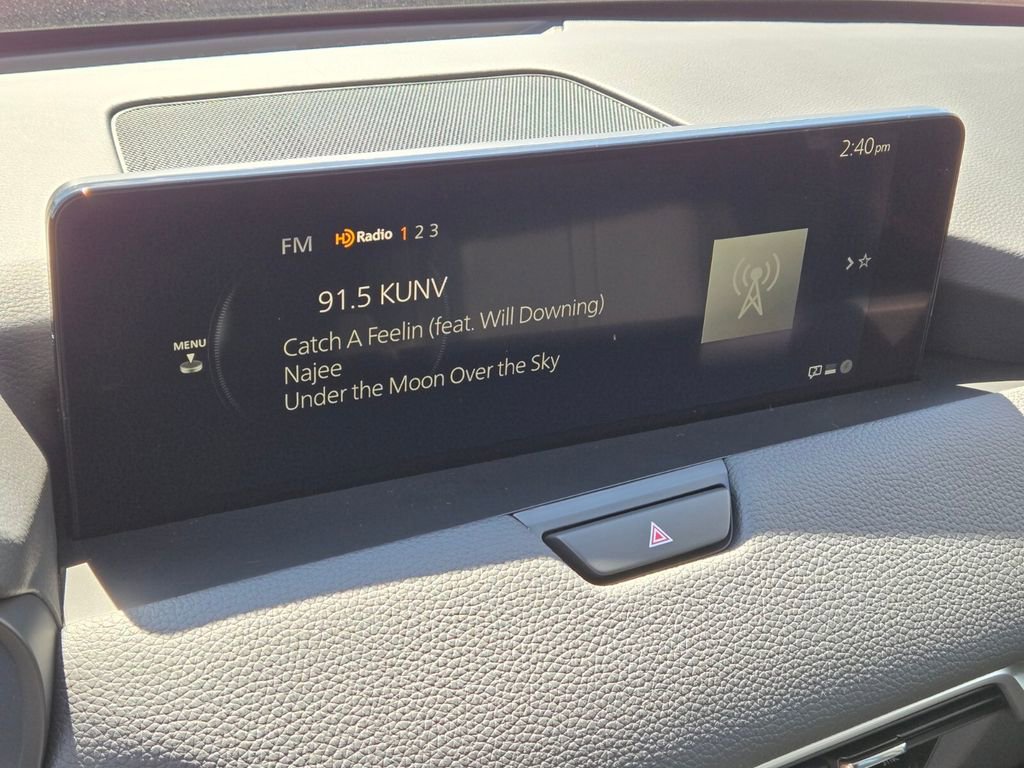 2:40pm
FM HD Radio 1 2 3
91.5 KUNV
Catch A Feelin (feat. Will Downing)
Najee
Under the Moon Over the Sky
MENU